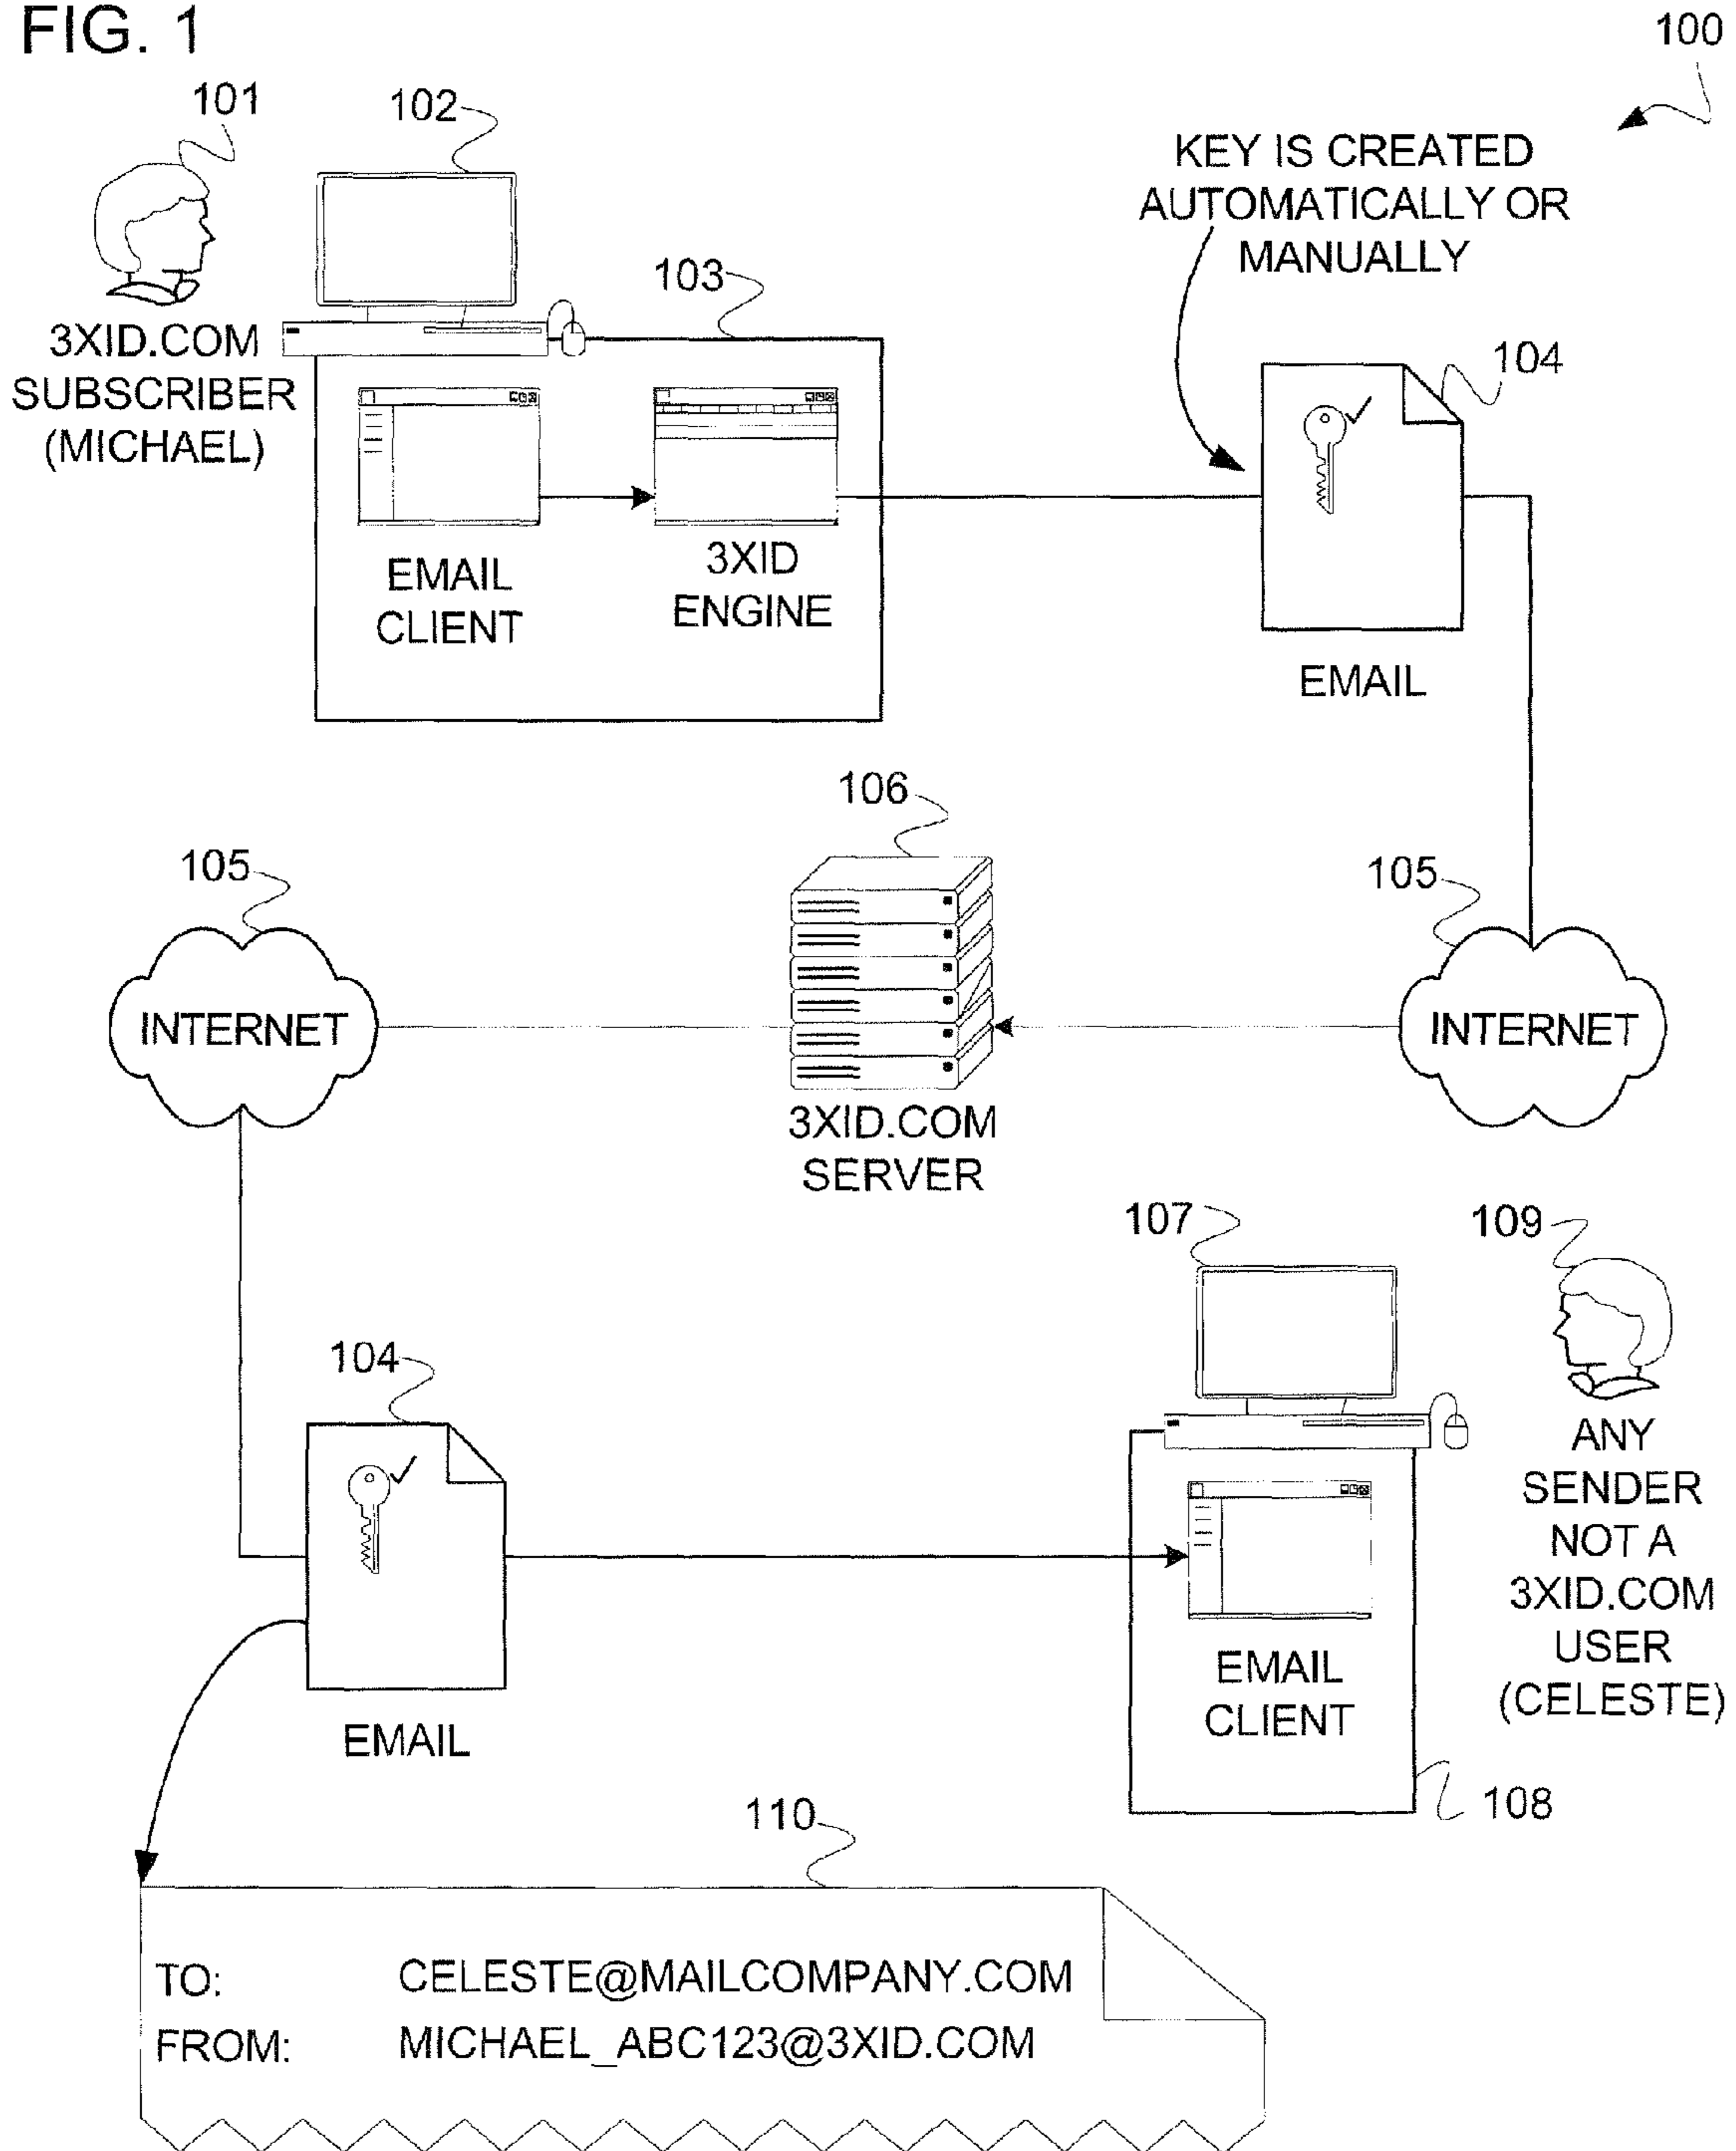 FIG. 1
100
101
102
KEY IS CREATED
AUTOMATICALLY OR
MANUALLY
103
3XID.COM
SUBSCRIBER
(MICHAEL)
104
EMAIL
CLIENT
3XID
ENGINE
EMAIL
106
105
105
INTERNET
INTERNET
3XID.COM
SERVER
107
109
104
ANY
SENDER
NOT A
3XID.COM
USER
(CELESTE)
EMAIL
CLIENT
EMAIL
108
110
TO: CELESTE@MAILCOMPANY.COM
FROM: MICHAEL_ABC123@3XID.COM